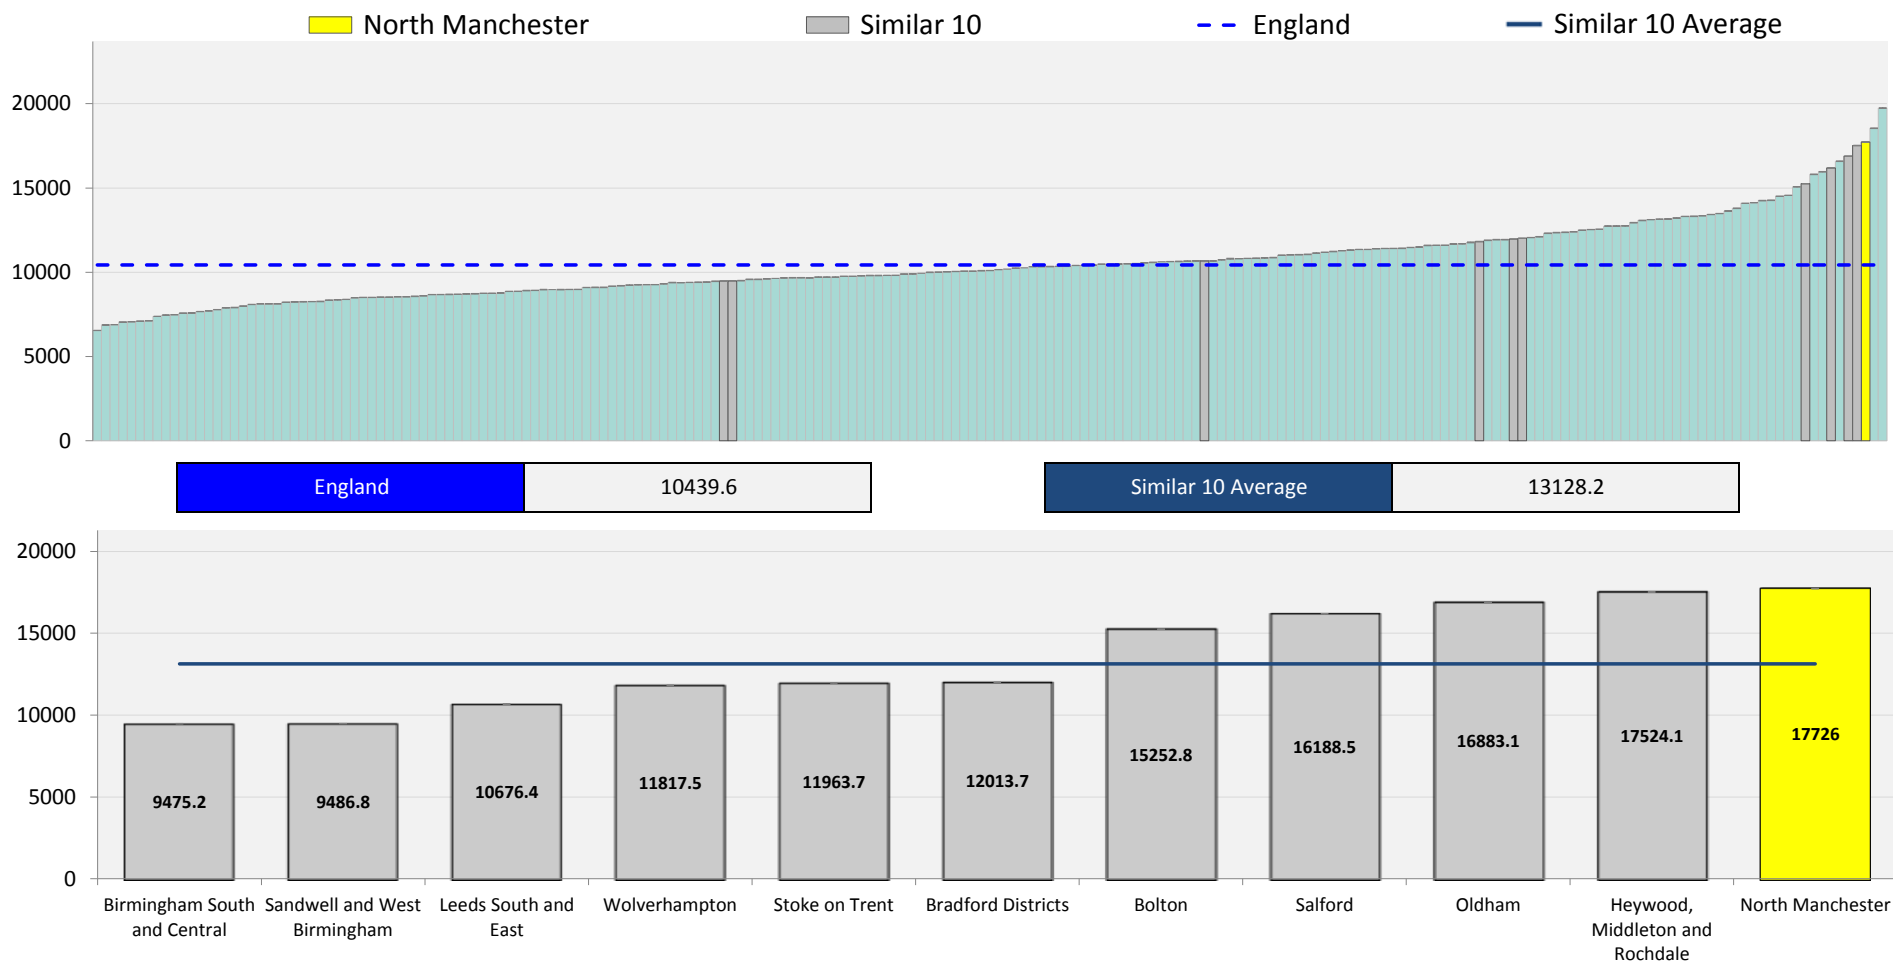 North Manchester
Similar 10
England
Similar 10 Average
20000
15000
10000
5000
0
England
10439.6
Similar 10 Average
13128.2
20000
15000
10000
5000
0
9475.2
9486.8
10676.4
11817.5
11963.7
12013.7
15252.8
16188.5
16883.1
17524.1
17726
Birmingham South
and Central
Sandwell and West
Birmingham
Leeds South and
East
Wolverhampton
Stoke on Trent
Bradford Districts
Bolton
Salford
Oldham
Heywood,
Middleton and
Rochdale
North Manchester